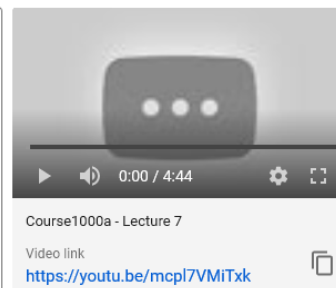 0:00 / 4:44
Course1000a - Lecture 7
Video link
https://youtu.be/mcpl7VMiTxk